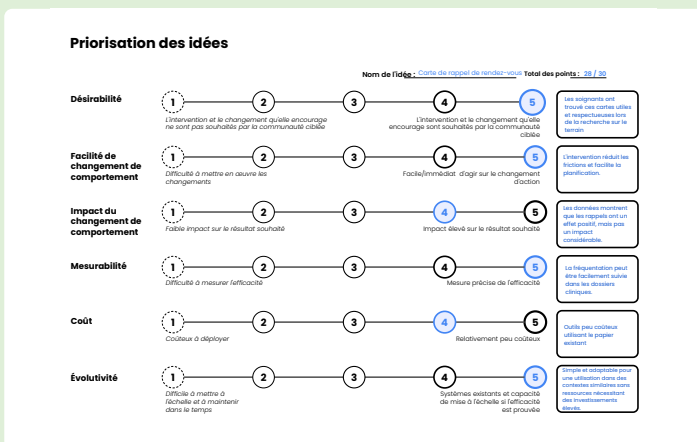 Priorisation des idées
Nom de l'idée : Carte de rappel de rendez-vous Total des points : 28 / 30
Désirabilité
1 2 3 4 5
L'intervention et le changement qu'elle encourage
ne sont pas souhaités par la communauté ciblée
L'intervention et le changement qu'elle
encourage sont souhaités par la communauté
ciblée
Les soignants ont
trouvé ces cartes utiles
et respectueuses lors
de la recherche sur le
terrain
Facilité de
changement de
comportement
1 2 3 4 5
Difficulté à mettre en œuvre les
changements
Facile/immédiat d'agir sur le changement
d'action
L'intervention réduit les
frictions et facilite la
planification.
Impact du
changement de
comportement
1 2 3 4 5
Faible impact sur le résultat souhaité
Impact élevé sur le résultat souhaité
Les données montrent
que les rappels ont un
effet positif, mais pas
un impact
considérable.
Mesurabilité
1 2 3 4 5
Difficulté à mesurer l'efficacité
Mesure précise de l'efficacité
La fréquentation peut
être facilement suivie
dans les dossiers
cliniques.
Coût
1 2 3 4 5
Coûteux à déployer
Relativement peu coûteux
Outils peu coûteux
utilisant le papier
existant
Évolutivité
1 2 3 4 5
Difficile à mettre à
l'échelle et à maintenir
dans le temps
Systèmes existants et capacité
de mise à l'échelle si l'efficacité
est prouvée
Simple et adaptable pour
une utilisation dans des
contextes similaires sans
ressources nécessitant
des investissements
élevés.